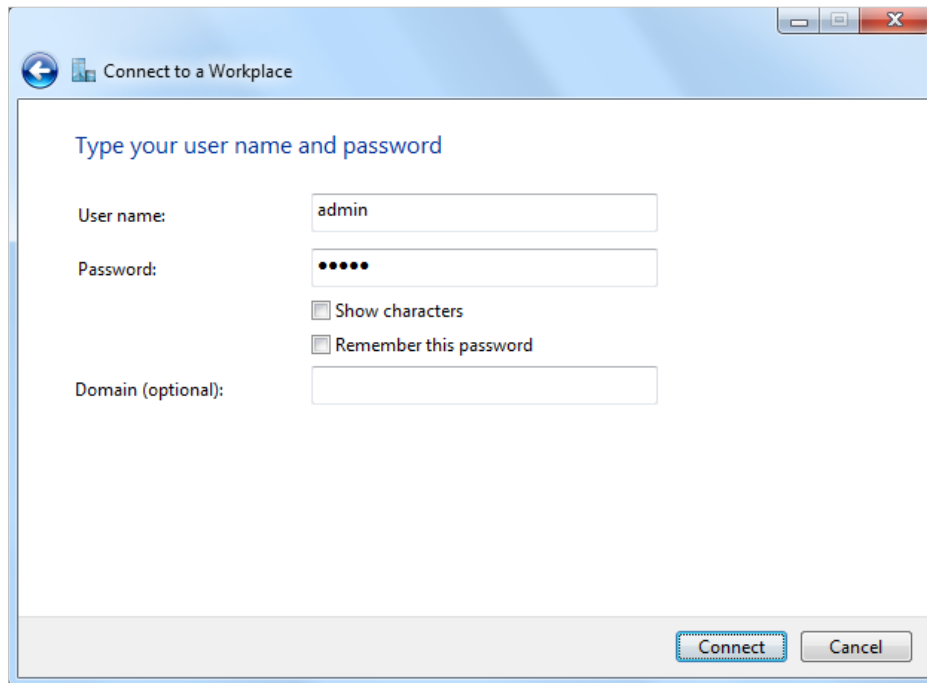 Connect to a Workplace
Type your user name and password
User name:
admin
Password:
•••••
Show characters
Remember this password
Domain (optional):
Connect
Cancel